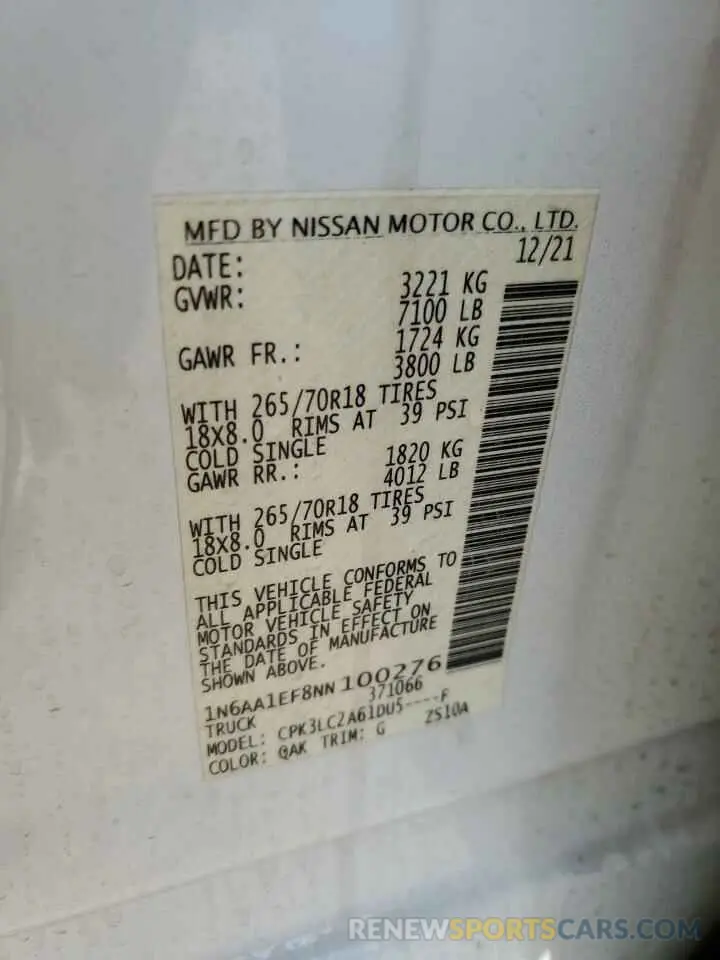 MFD BY NISSAN MOTOR CO., LTD.
DATE: 12/21
GVWR: 3221 KG
7100 LB
GAWR FR.: 1724 KG
3800 LB
WITH 265/70R18 TIRES
18X8.0 RIMS AT 39 PSI
COLD SINGLE
GAWR RR.: 1820 KG
4012 LB
WITH 265/70R18 TIRES
18X8.0 RIMS AT 39 PSI
COLD SINGLE
THIS VEHICLE CONFORMS TO
ALL APPLICABLE FEDERAL
MOTOR VEHICLE SAFETY
STANDARDS IN EFFECT ON
THE DATE OF MANUFACTURE
SHOWN ABOVE.
1N6AA1EF8NN100276
TRUCK 371066
MODEL: CPK3LC2A61DU5----F
COLOR: QAK TRIM: G ZS10A
RENEWSPORTSCARS.COM